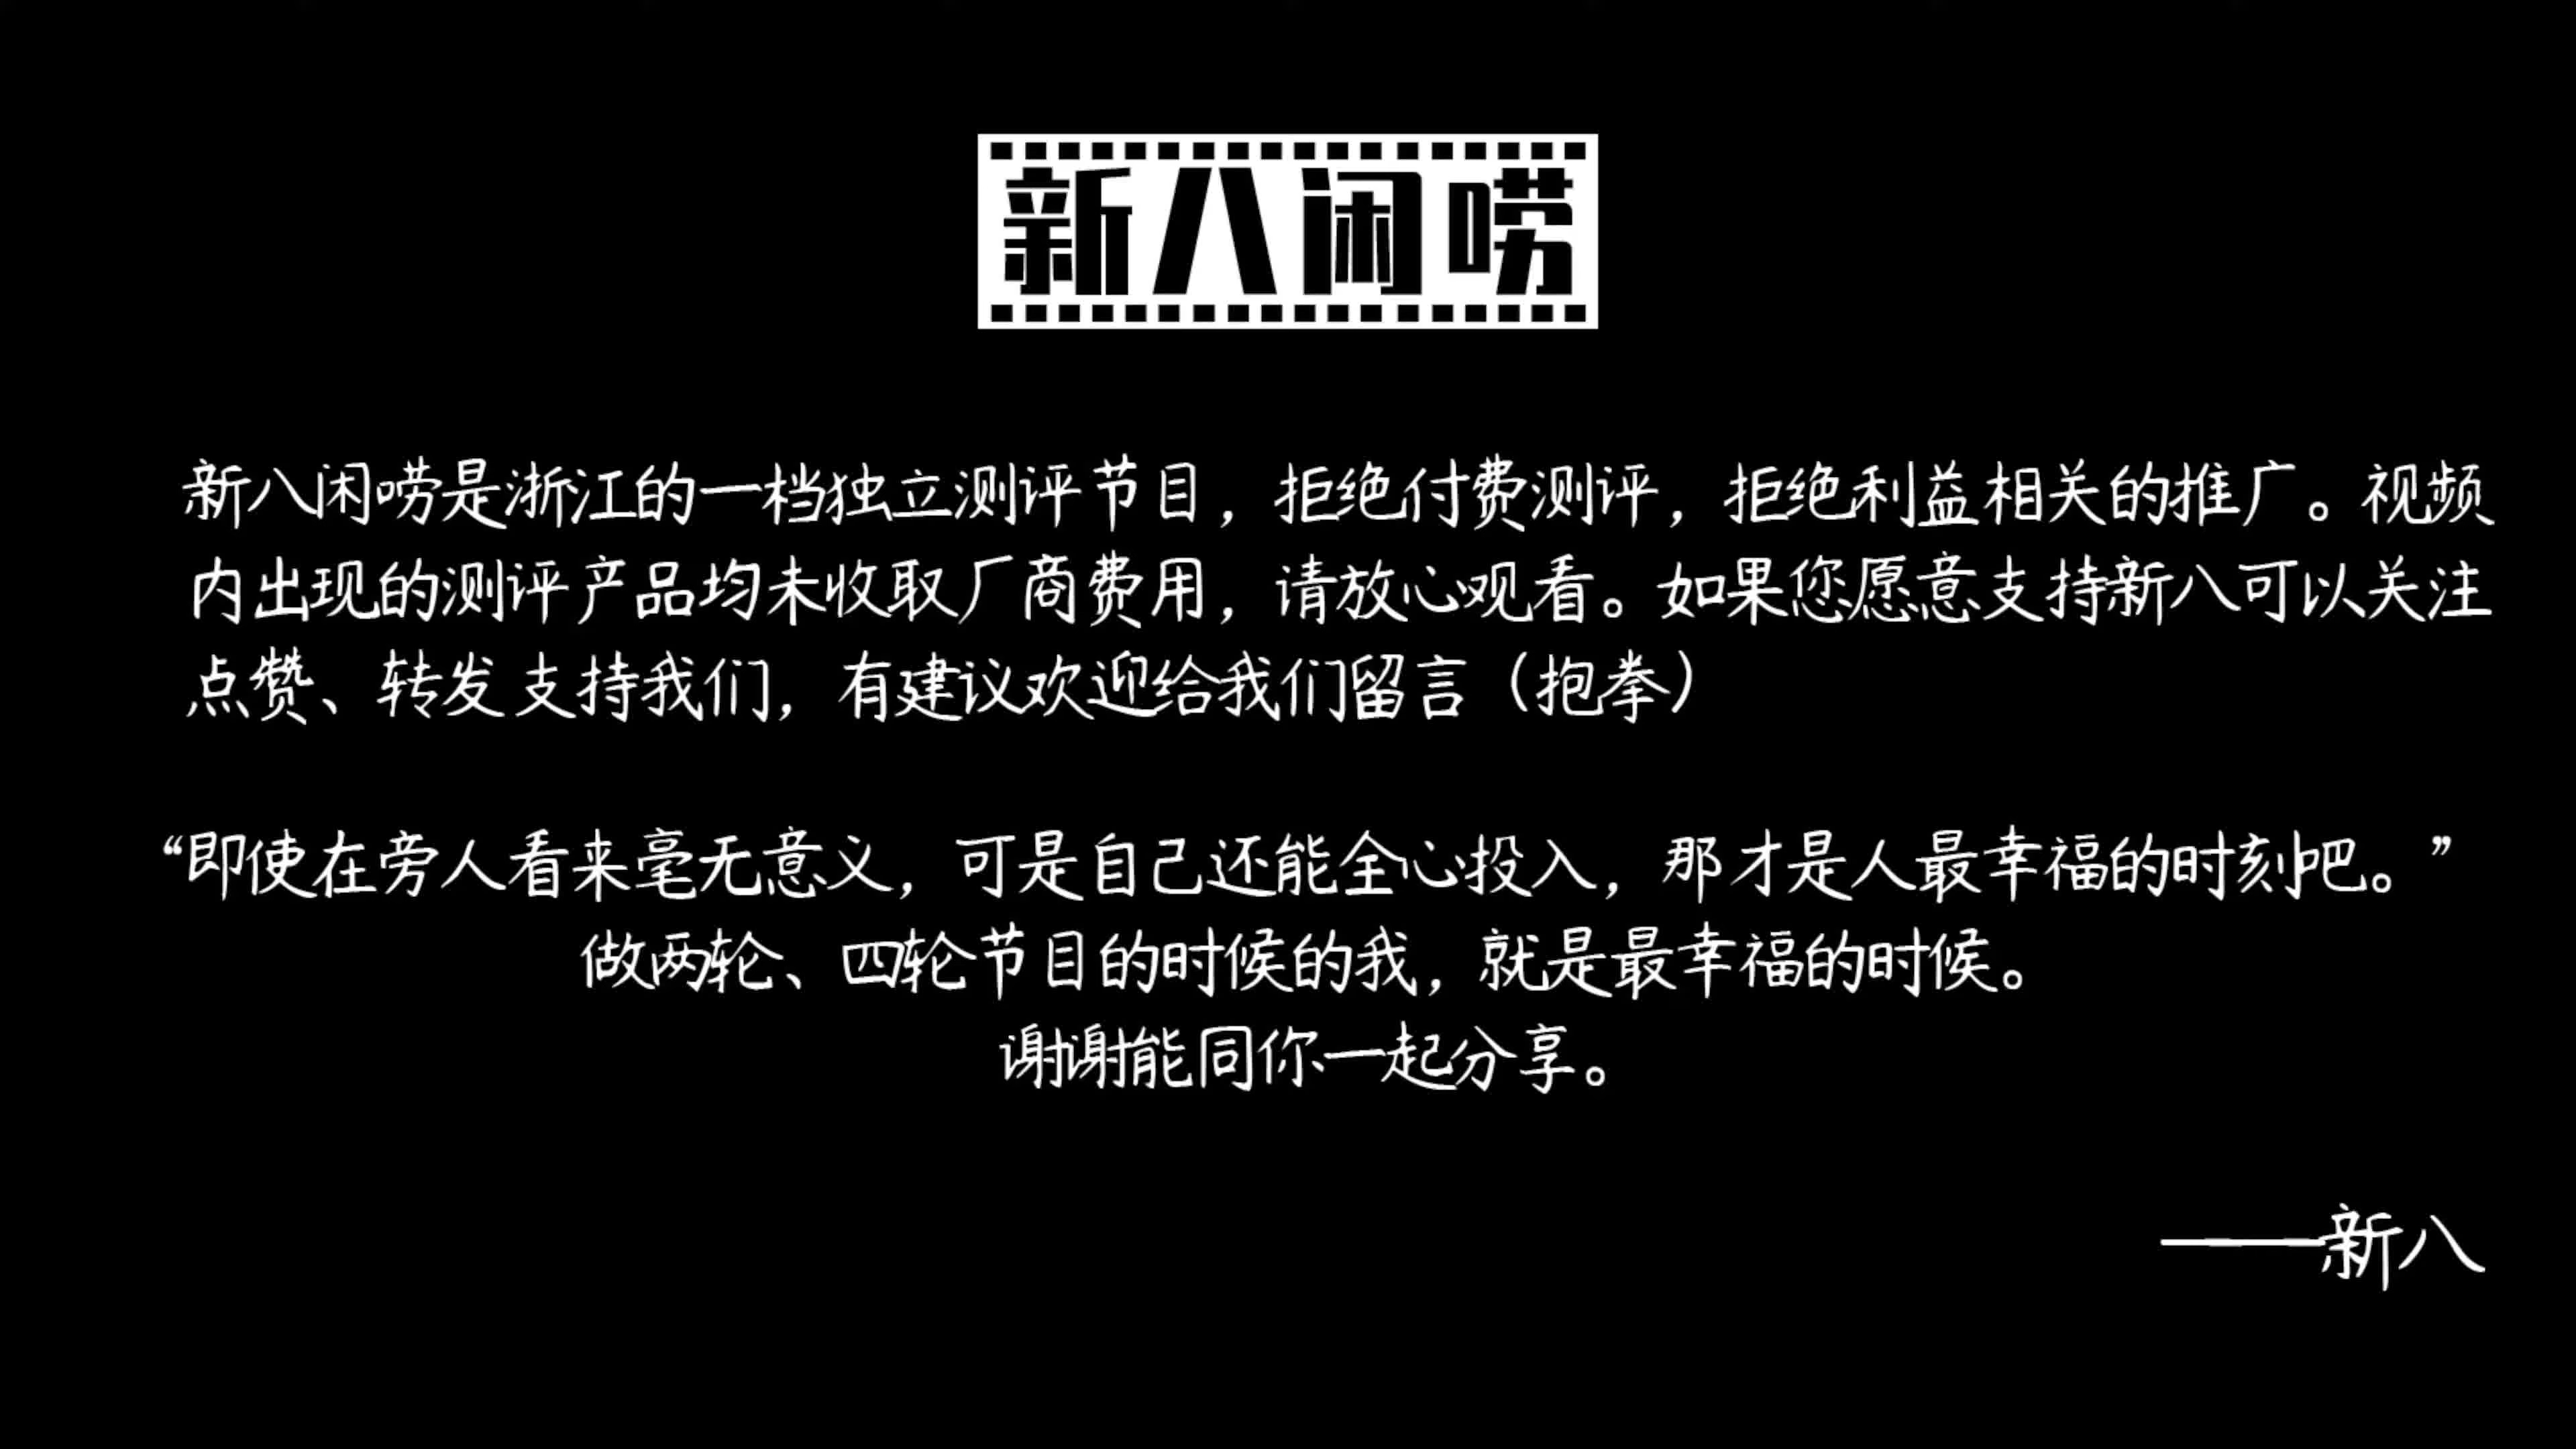 新八闲唠
新八闲唠是浙江的一档独立测评节目，拒绝付费测评，拒绝利益相关的推广。视频
内出现的测评产品均未收取厂商费用，请放心观看。如果您愿意支持新八可以关注
点赞、转发支持我们，有建议欢迎给我们留言（抱拳）
“即使在旁人看来毫无意义，可是自己还能全心投入，那才是人最幸福的时刻吧。”
做两轮、四轮节目的时候的我，就是最幸福的时候。
谢谢能同你一起分享。
——新八